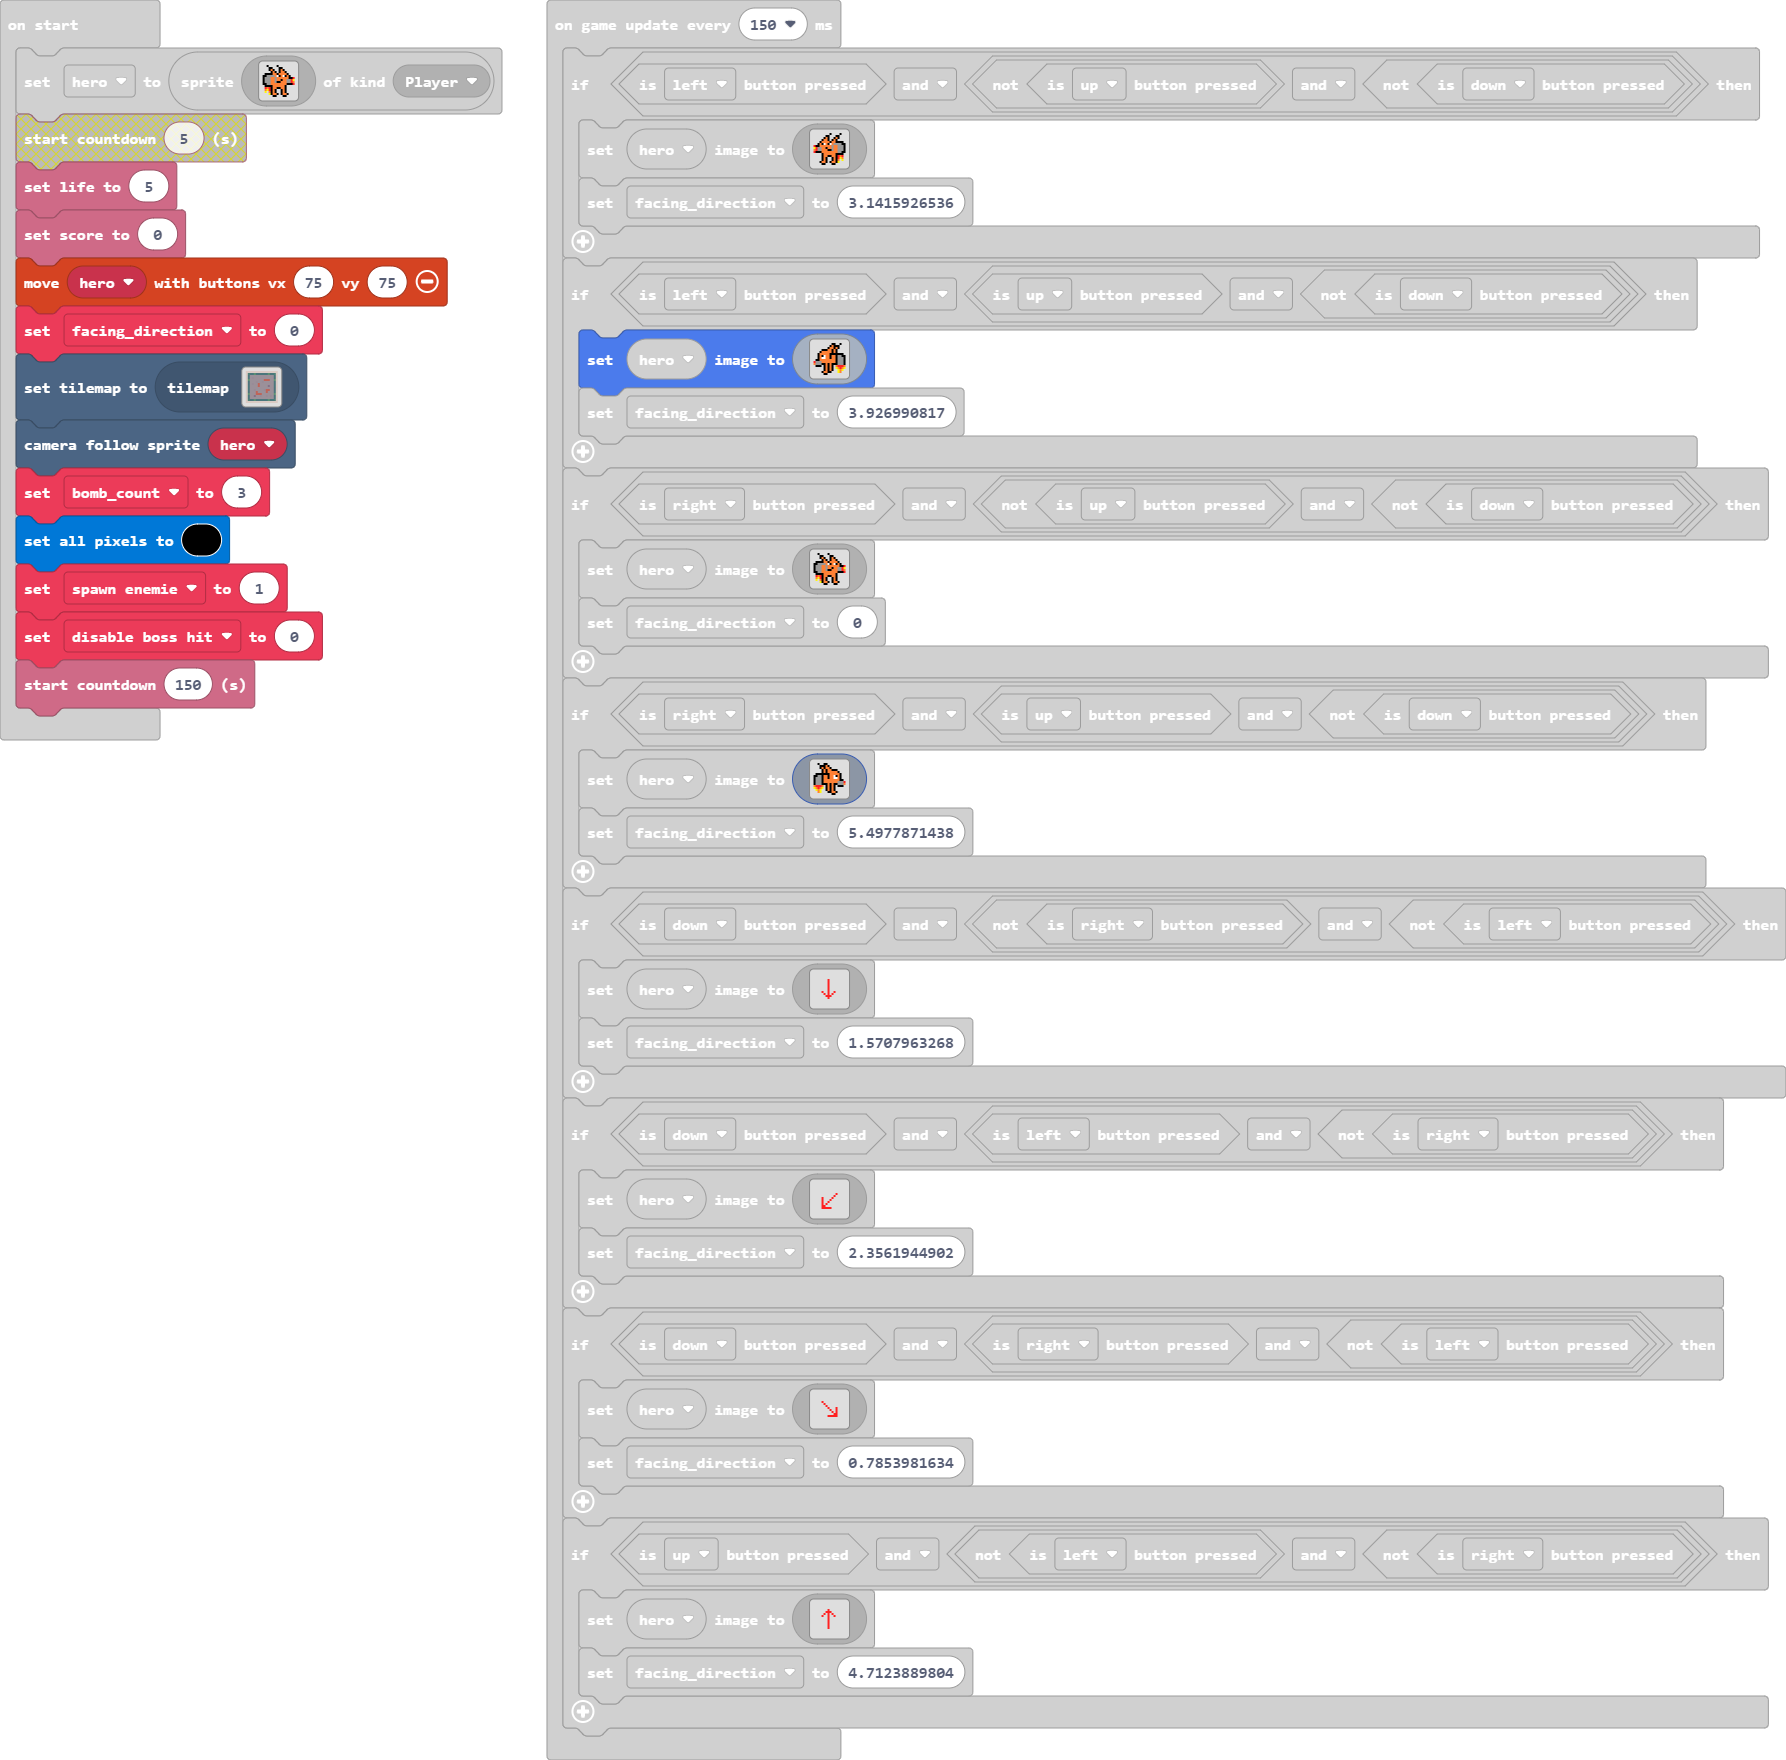 on start
set hero to sprite of kind Player
start countdown 5 (s)
set life to 5
set score to 0
move hero with buttons vx 75 vy 75
set facing_direction to 0
set tilemap to tilemap
camera follow sprite hero
set bomb_count to 3
set all pixels to
set spawn enemie to 1
set disable boss hit to 0
start countdown 150 (s)
on game update every 150 ms
if is left button pressed and not is up button pressed and not is down button pressed then
set hero image to
set facing_direction to 3.1415926536
if is left button pressed and is up button pressed and not is down button pressed then
set hero image to
set facing_direction to 3.926990817
if is right button pressed and not is up button pressed and not is down button pressed then
set hero image to
set facing_direction to 0
if is right button pressed and is up button pressed and not is down button pressed then
set hero image to
set facing_direction to 5.4977871438
if is down button pressed and not is right button pressed and not is left button pressed then
set hero image to
set facing_direction to 1.5707963268
if is down button pressed and is left button pressed and not is right button pressed then
set hero image to
set facing_direction to 2.3561944902
if is down button pressed and is right button pressed and not is left button pressed then
set hero image to
set facing_direction to 0.7853981634
if is up button pressed and not is left button pressed and not is right button pressed then
set hero image to
set facing_direction to 4.7123889804